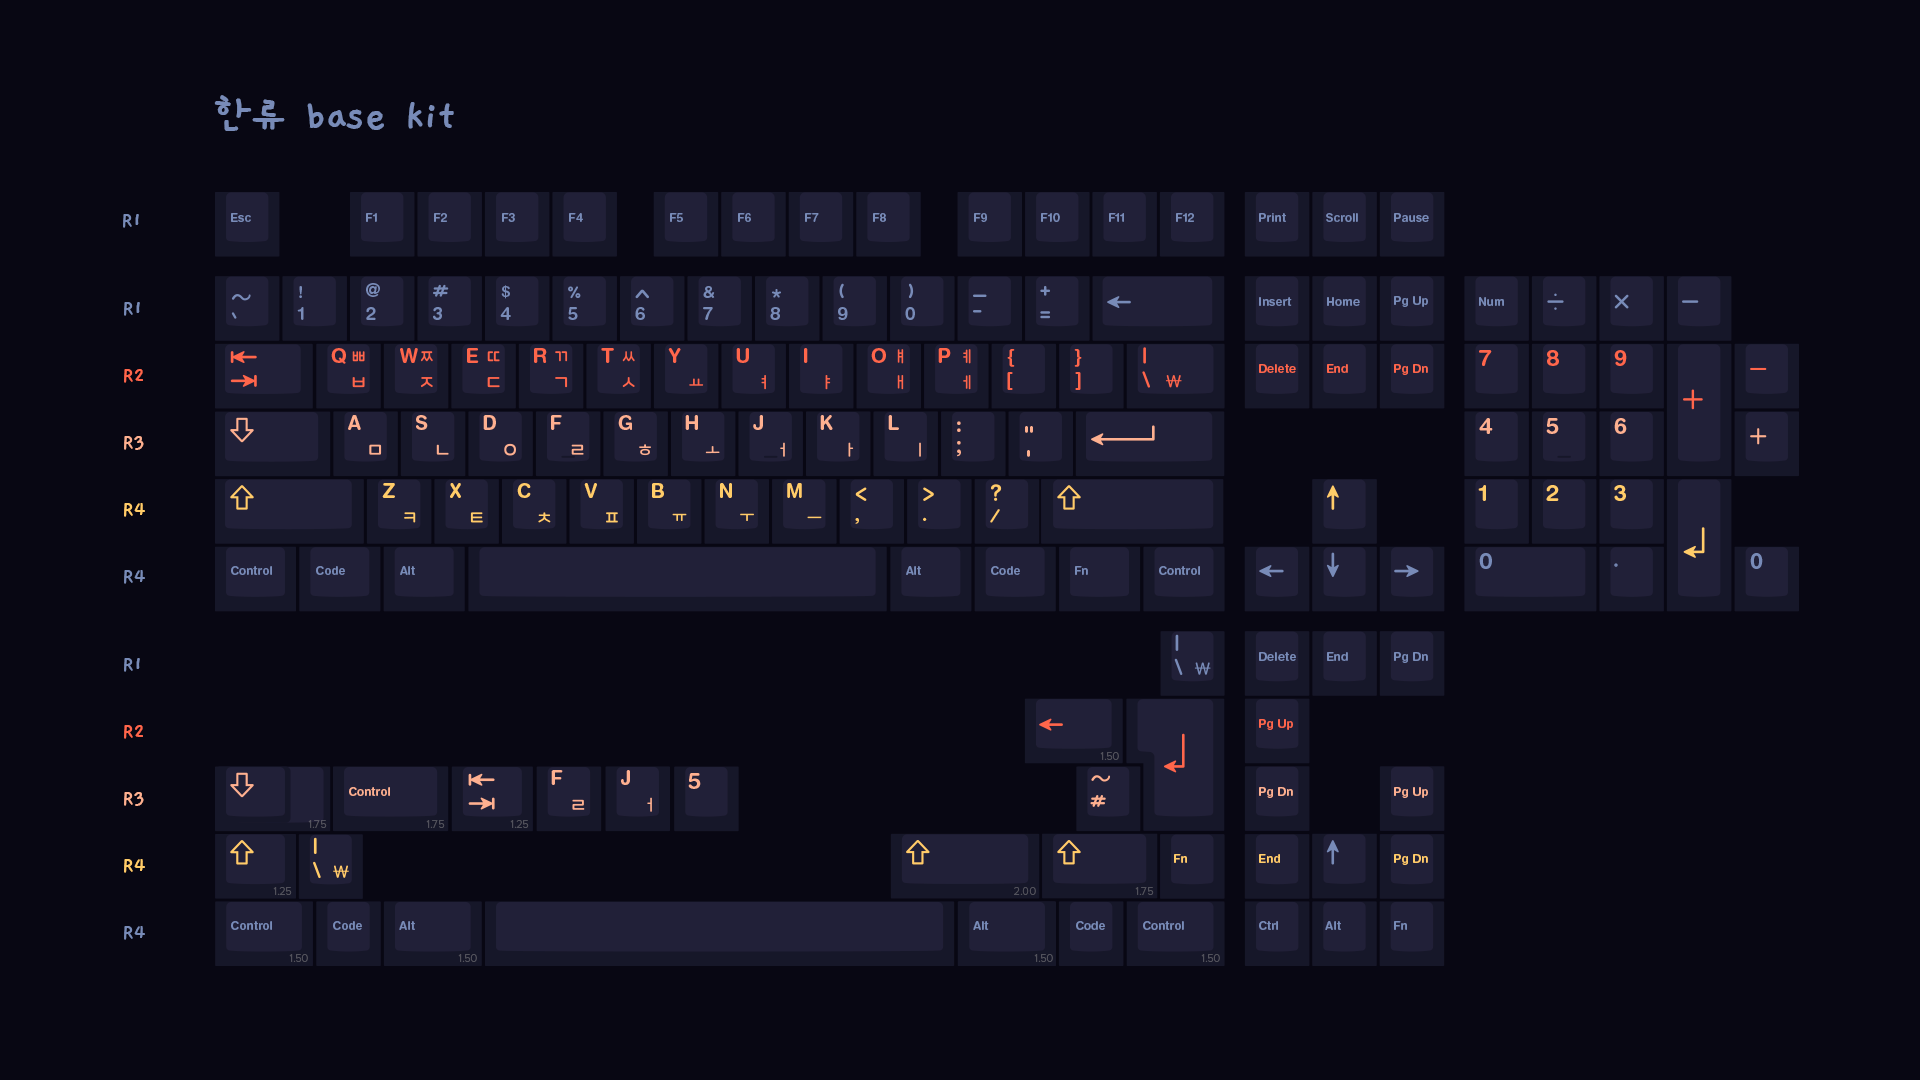 한류 base kit
R1 Esc F1 F2 F3 F4 F5 F6 F7 F8 F9 F10 F11 F12 Print Scroll Pause
R1 ~ ` ! 1 @ 2 # 3 $ 4 % 5 ^ 6 & 7 * 8 ( 9 ) 0 _ - + = ← Insert Home Pg Up Num ÷ × −
R2 ⇤ ⇥ Q ㅃ ㅂ W ㅉ ㅈ E ㄸ ㄷ R ㄲ ㄱ T ㅆ ㅅ Y ㅛ U ㅕ I ㅑ O ㅒ ㅐ P ㅖ ㅔ { [ } ] | \ ₩ Delete End Pg Dn 7 8 9 + −
R3 ⇩ A ㅁ S ㄴ D ㅇ F ㄹ G ㅎ H ㅗ J ㅓ K ㅏ L ㅣ : ; " ' ← 4 5 6 +
R4 ⇧ Z ㅋ X ㅌ C ㅊ V ㅍ B ㅠ N ㅜ M ㅡ < , > . ? / ⇧ ↑ 1 2 3 ↵
R4 Control Code Alt Alt Code Fn Control ← ↓ → 0 . 0
R1 | \ ₩ Delete End Pg Dn
R2 ← 1.50 ↵ Pg Up
R3 ⇩ 1.75 Control 1.75 ⇤ ⇥ 1.25 F ㄹ J ㅓ 5 ~ # Pg Dn Pg Up
R4 ⇧ 1.25 | \ ₩ ⇧ 2.00 ⇧ 1.75 Fn End ↑ Pg Dn
R4 Control 1.50 Code Alt 1.50 Alt 1.50 Code Control 1.50 Ctrl Alt Fn